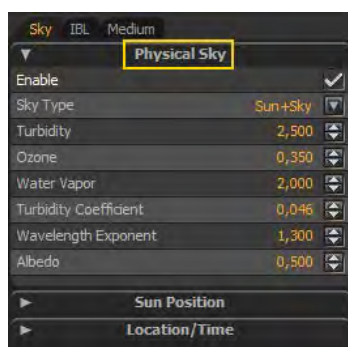 Sky IBL Medium
Physical Sky
Enable
Sky Type Sun+Sky
Turbidity 2,500
Ozone 0,350
Water Vapor 2,000
Turbidity Coefficient 0,046
Wavelength Exponent 1,300
Albedo 0,500
Sun Position
Location/Time